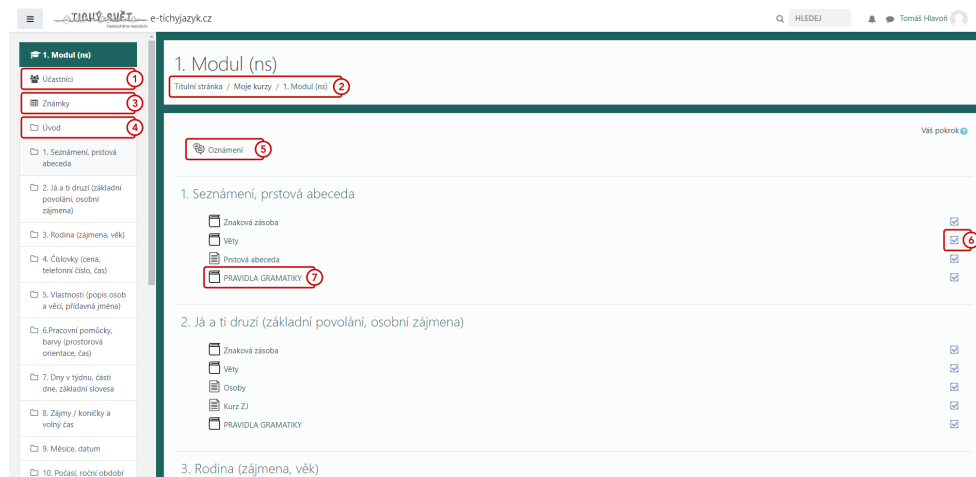 TICHÝ SVĚT e-tichyjazyk.cz HLEDEJ Tomáš Hlavoň
1. Modul (ns)
Účastníci 1
Známky 3
Úvod 4
1. Seznámení, prstová
abeceda
2. Já a ti druzí (základní
povolání, osobní
zájmena)
3. Rodina (zájmena, věk)
4. Číslovky (cena,
telefonní číslo, čas)
5. Vlastnosti (popis osob
a věcí, přídavná jména)
6.Pracovní pomůcky,
barvy (prostorová
orientace, čas)
7. Dny v týdnu, části
dne, základní slovesa
8. Zájmy / koníčky a
volný čas
9. Měsíce, datum
10. Počasí, roční období
1. Modul (ns)
Titulní stránka / Moje kurzy / 1. Modul (ns) 2
Váš pokrok
Oznámení 5
1. Seznámení, prstová abeceda
Znaková zásoba
Věty 6
Prstová abeceda
PRAVIDLA GRAMATIKY 7
2. Já a ti druzí (základní povolání, osobní zájmena)
Znaková zásoba
Věty
Osoby
Kurz ZJ
PRAVIDLA GRAMATIKY
3. Rodina (zájmena, věk)